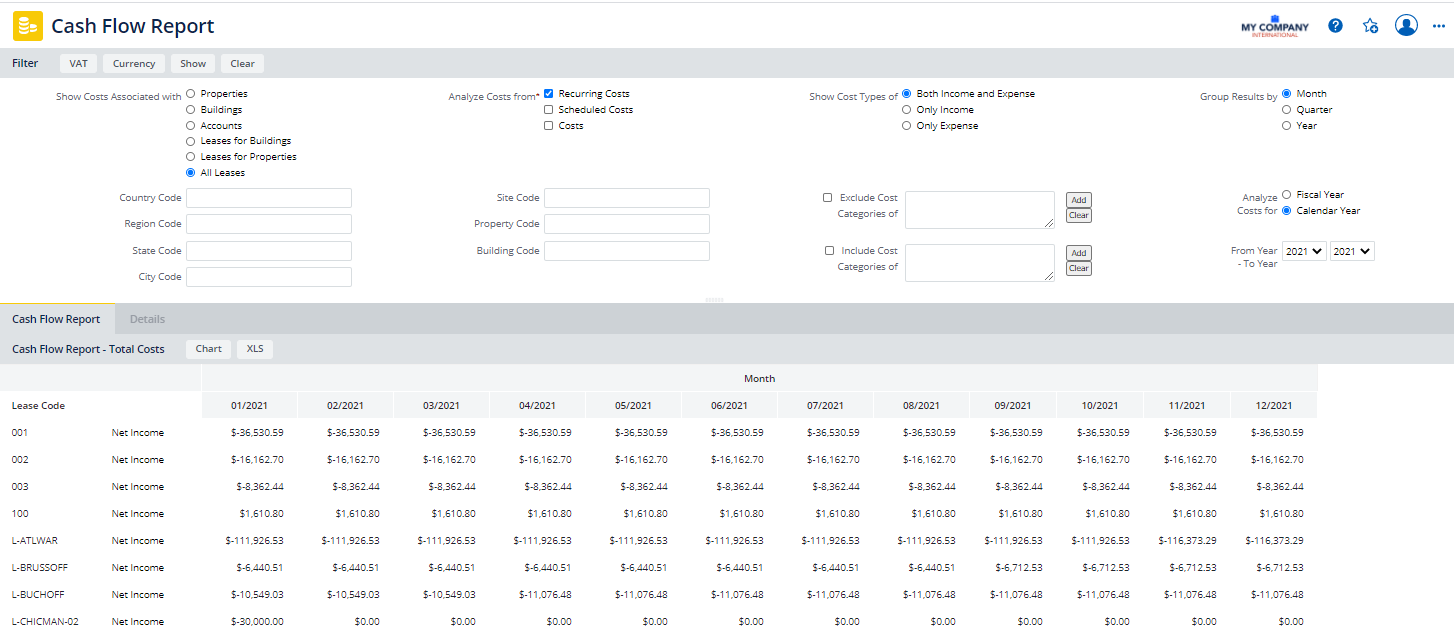 Cash Flow Report
MY COMPANY
INTERNATIONAL
Filter VAT Currency Show Clear
Show Costs Associated with Properties
Buildings
Accounts
Leases for Buildings
Leases for Properties
All Leases
Analyze Costs from* Recurring Costs
Scheduled Costs
Costs
Show Cost Types of Both Income and Expense
Only Income
Only Expense
Group Results by Month
Quarter
Year
Country Code
Region Code
State Code
City Code
Site Code
Property Code
Building Code
Exclude Cost
Categories of
Add
Clear
Include Cost
Categories of
Add
Clear
Analyze
Costs for
Fiscal Year
Calendar Year
From Year
- To Year
2021 2021
Cash Flow Report Details
Cash Flow Report - Total Costs Chart XLS
Month
Lease Code 01/2021 02/2021 03/2021 04/2021 05/2021 06/2021 07/2021 08/2021 09/2021 10/2021 11/2021 12/2021
001 Net Income $-36,530.59 $-36,530.59 $-36,530.59 $-36,530.59 $-36,530.59 $-36,530.59 $-36,530.59 $-36,530.59 $-36,530.59 $-36,530.59 $-36,530.59 $-36,530.59
002 Net Income $-16,162.70 $-16,162.70 $-16,162.70 $-16,162.70 $-16,162.70 $-16,162.70 $-16,162.70 $-16,162.70 $-16,162.70 $-16,162.70 $-16,162.70 $-16,162.70
003 Net Income $-8,362.44 $-8,362.44 $-8,362.44 $-8,362.44 $-8,362.44 $-8,362.44 $-8,362.44 $-8,362.44 $-8,362.44 $-8,362.44 $-8,362.44 $-8,362.44
100 Net Income $1,610.80 $1,610.80 $1,610.80 $1,610.80 $1,610.80 $1,610.80 $1,610.80 $1,610.80 $1,610.80 $1,610.80 $1,610.80 $1,610.80
L-ATLWAR Net Income $-111,926.53 $-111,926.53 $-111,926.53 $-111,926.53 $-111,926.53 $-111,926.53 $-111,926.53 $-111,926.53 $-111,926.53 $-111,926.53 $-116,373.29 $-116,373.29
L-BRUSSOFF Net Income $-6,440.51 $-6,440.51 $-6,440.51 $-6,440.51 $-6,440.51 $-6,440.51 $-6,440.51 $-6,440.51 $-6,712.53 $-6,712.53 $-6,712.53 $-6,712.53
L-BUCHOFF Net Income $-10,549.03 $-10,549.03 $-10,549.03 $-11,076.48 $-11,076.48 $-11,076.48 $-11,076.48 $-11,076.48 $-11,076.48 $-11,076.48 $-11,076.48 $-11,076.48
L-CHICMAN-02 Net Income $-30,000.00 $0.00 $0.00 $0.00 $0.00 $0.00 $0.00 $0.00 $0.00 $0.00 $0.00 $0.00